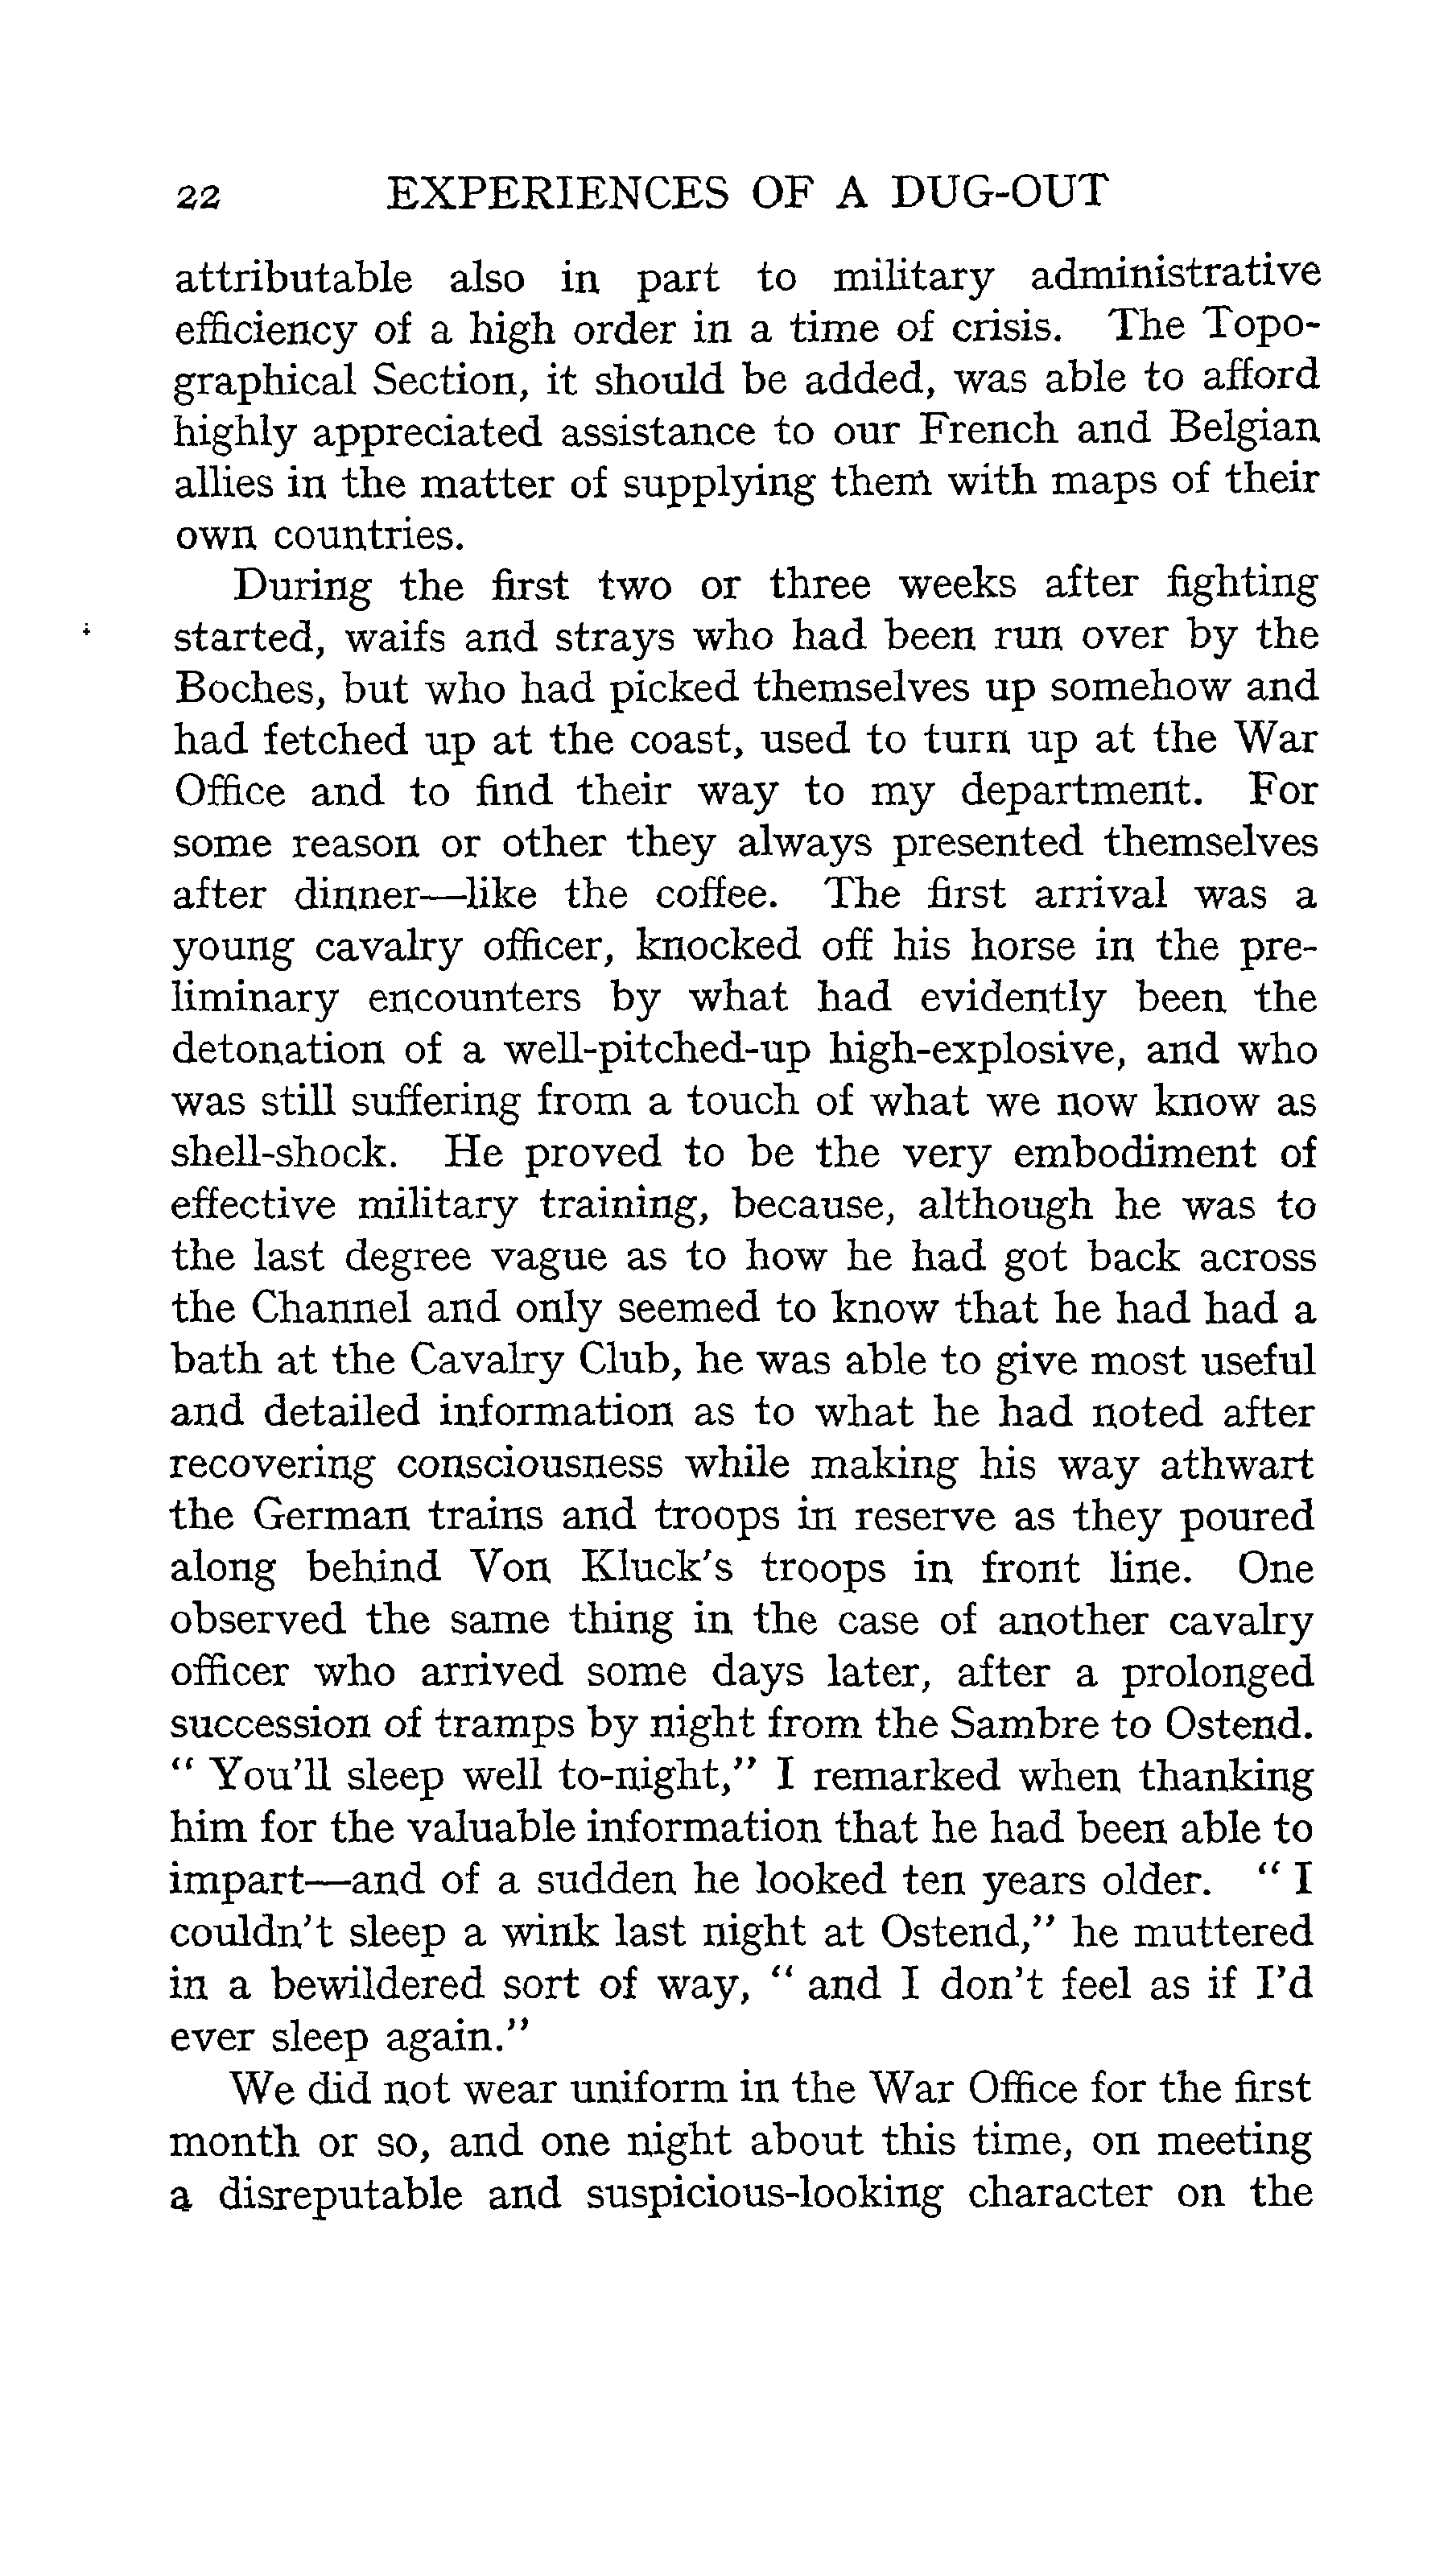 22 EXPERIENCES OF A DUG-OUT
attributable also in part to military administrative
efficiency of a high order in a time of crisis. The Topo-
graphical Section, it should be added, was able to afford
highly appreciated assistance to our French and Belgian
allies in the matter of supplying them with maps of their
own countries.
During the first two or three weeks after fighting
started, waifs and strays who had been run over by the
Boches, but who had picked themselves up somehow and
had fetched up at the coast, used to turn up at the War
Office and to find their way to my department. For
some reason or other they always presented themselves
after dinner—like the coffee. The first arrival was a
young cavalry officer, knocked off his horse in the pre-
liminary encounters by what had evidently been the
detonation of a well-pitched-up high-explosive, and who
was still suffering from a touch of what we now know as
shell-shock. He proved to be the very embodiment of
effective military training, because, although he was to
the last degree vague as to how he had got back across
the Channel and only seemed to know that he had had a
bath at the Cavalry Club, he was able to give most useful
and detailed information as to what he had noted after
recovering consciousness while making his way athwart
the German trains and troops in reserve as they poured
along behind Von Kluck's troops in front line. One
observed the same thing in the case of another cavalry
officer who arrived some days later, after a prolonged
succession of tramps by night from the Sambre to Ostend.
" You'll sleep well to-night," I remarked when thanking
him for the valuable information that he had been able to
impart—and of a sudden he looked ten years older. " I
couldn't sleep a wink last night at Ostend," he muttered
in a bewildered sort of way, " and I don't feel as if I'd
ever sleep again."
We did not wear uniform in the War Office for the first
month or so, and one night about this time, on meeting
a disreputable and suspicious-looking character on the